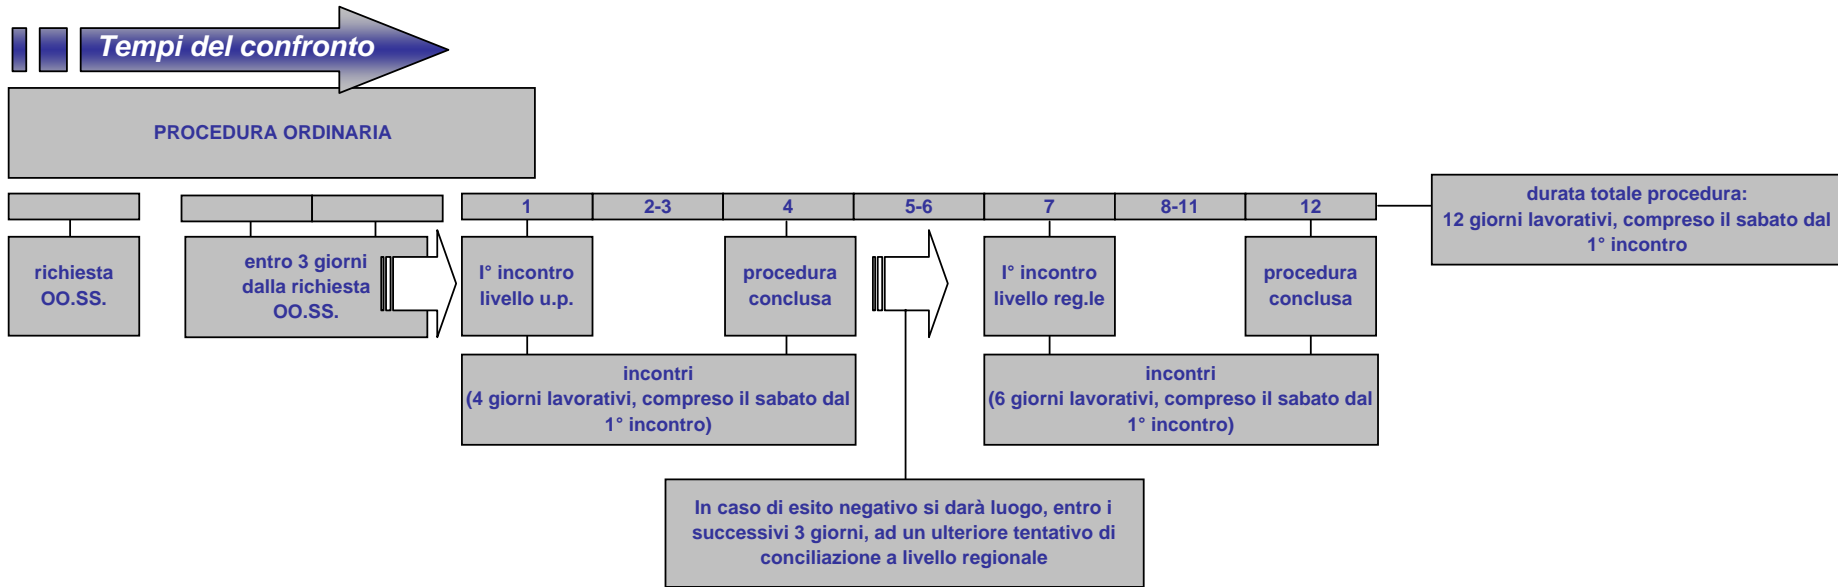 Tempi del confronto
PROCEDURA ORDINARIA
1
2-3
4
5-6
7
8-11
12
durata totale procedura:
12 giorni lavorativi, compreso il sabato dal
1° incontro
richiesta
OO.SS.
entro 3 giorni
dalla richiesta
OO.SS.
I° incontro
livello u.p.
procedura
conclusa
I° incontro
livello reg.le
procedura
conclusa
incontri
(4 giorni lavorativi, compreso il sabato dal
1° incontro)
incontri
(6 giorni lavorativi, compreso il sabato dal
1° incontro)
In caso di esito negativo si darà luogo, entro i
successivi 3 giorni, ad un ulteriore tentativo di
conciliazione a livello regionale